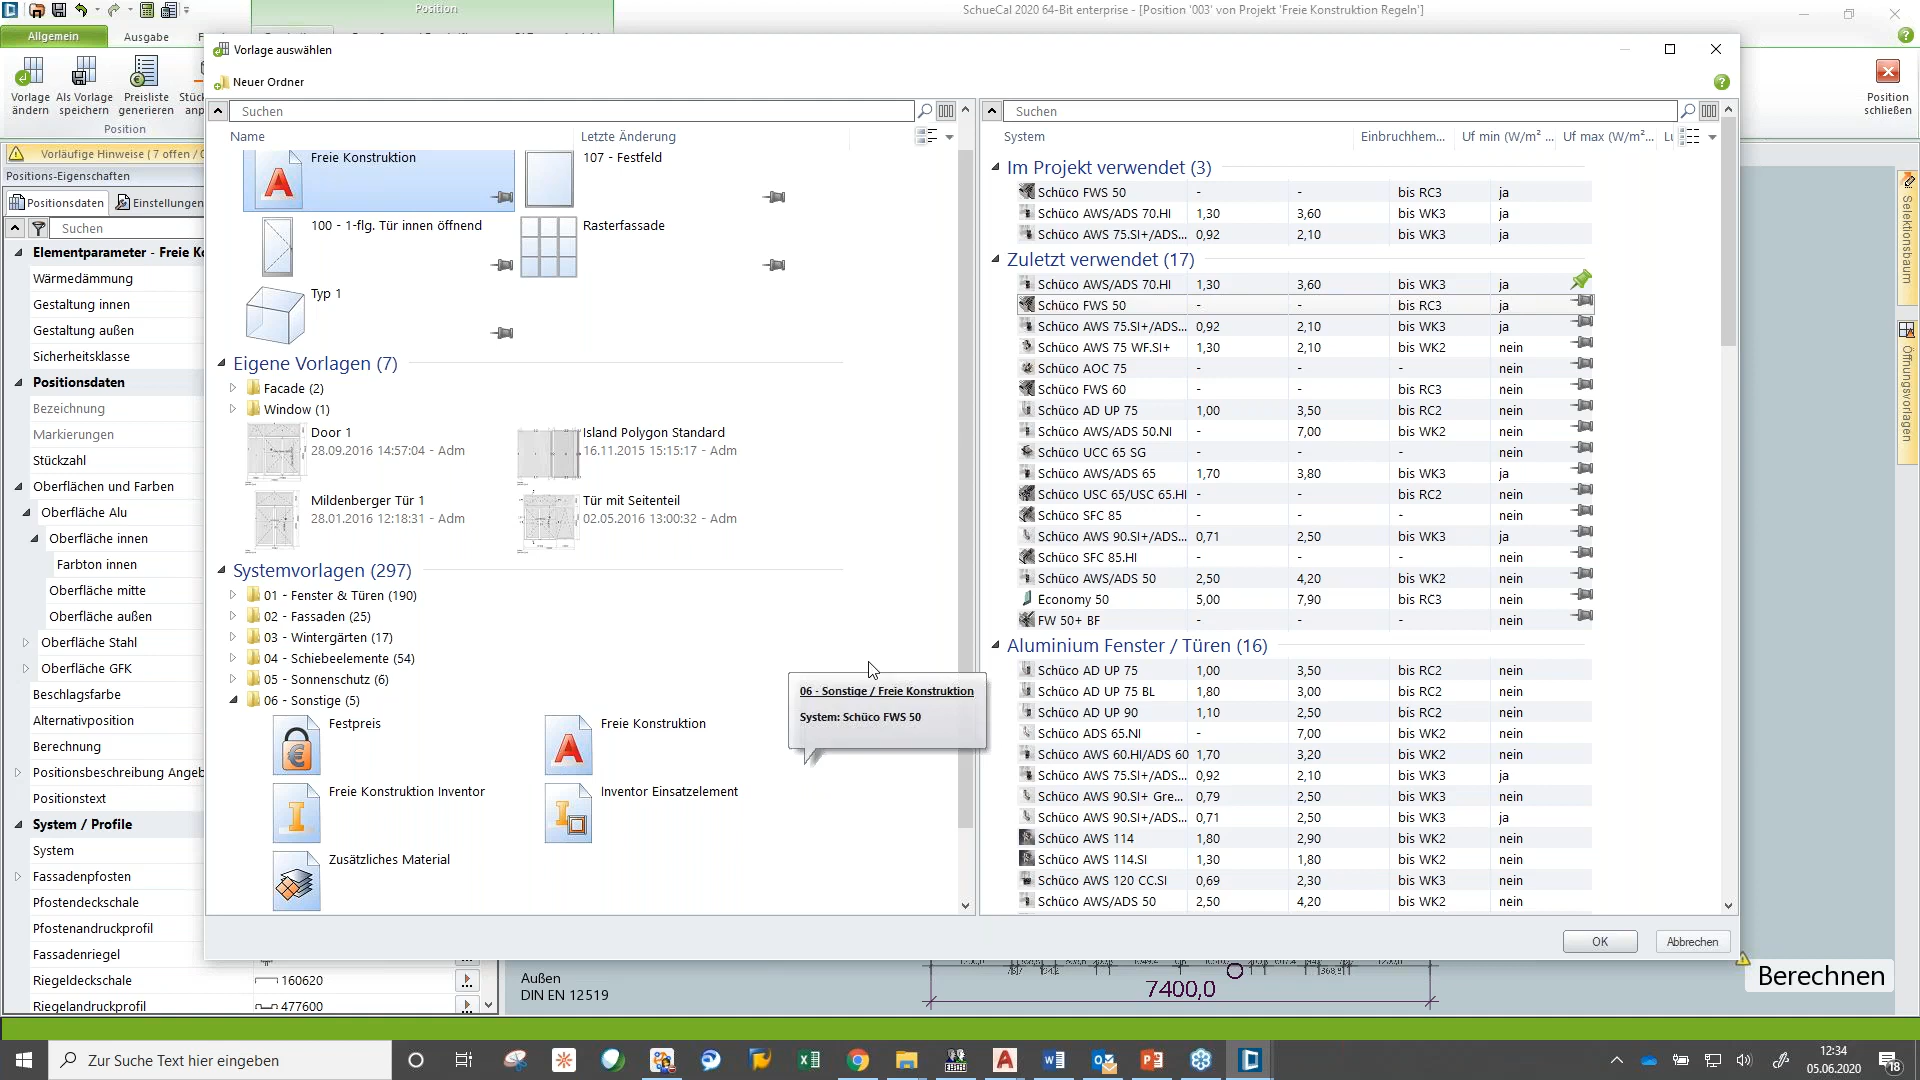 Position
SchueCal 2020 64-Bit enterprise - [Position '003' von Projekt 'Freie Konstruktion Regeln']
Allgemein
Ausgabe
Vorlage auswählen
Neuer Ordner
Vorlage ändern
Als Vorlage speichern
Preisliste generieren
Position
Position schließen
Vorläufige Hinweise ( 7 offen /
Positions-Eigenschaften
Positionsdaten
Einstellungen
Suchen
Elementparameter - Freie
Wärmedämmung
Gestaltung innen
Gestaltung außen
Sicherheitsklasse
Positionsdaten
Bezeichnung
Markierungen
Stückzahl
Oberflächen und Farben
Oberfläche Alu
Oberfläche innen
Farbton innen
Oberfläche mitte
Oberfläche außen
Oberfläche Stahl
Oberfläche GFK
Beschlagsfarbe
Alternativposition
Berechnung
Positionsbeschreibung
Positionstext
System / Profile
System
Fassadenpfosten
Pfostendeckschale
Pfostenandruckprofil
Fassadenriegel
Riegeldeckschale 160620
Riegelandruckprofil 477600
Suchen
Name Letzte Änderung
Freie Konstruktion
107 - Festfeld
100 - 1-flg. Tür innen öffnend
Rasterfassade
Typ 1
Eigene Vorlagen (7)
Facade (2)
Window (1)
Door 1
28.09.2016 14:57:04 - Adm
Island Polygon Standard
16.11.2015 15:15:17 - Adm
Mildenberger Tür 1
28.01.2016 12:18:31 - Adm
Tür mit Seitenteil
02.05.2016 13:00:32 - Adm
Systemvorlagen (297)
01 - Fenster & Türen (190)
02 - Fassaden (25)
03 - Wintergärten (17)
04 - Schiebeelemente (54)
05 - Sonnenschutz (6)
06 - Sonstige (5)
Festpreis
Freie Konstruktion
Freie Konstruktion Inventor
Inventor Einsatzelement
Zusätzliches Material
06 - Sonstige / Freie Konstruktion
System: Schüco FWS 50
Suchen
System Einbruchhem... Uf min (W/m² ... Uf max (W/m²...
Im Projekt verwendet (3)
Schüco FWS 50 - - bis RC3 ja
Schüco AWS/ADS 70.HI 1,30 3,60 bis WK3 ja
Schüco AWS 75.SI+/ADS... 0,92 2,10 bis WK3 ja
Zuletzt verwendet (17)
Schüco AWS/ADS 70.HI 1,30 3,60 bis WK3 ja
Schüco FWS 50 - - bis RC3 ja
Schüco AWS 75.SI+/ADS... 0,92 2,10 bis WK3 ja
Schüco AWS 75 WF.SI+ 1,30 2,10 bis WK2 nein
Schüco AOC 75 - - - nein
Schüco FWS 60 - - bis RC3 nein
Schüco AD UP 75 1,00 3,50 bis RC2 nein
Schüco AWS/ADS 50.NI - 7,00 bis WK2 nein
Schüco UCC 65 SG - - - nein
Schüco AWS/ADS 65 1,70 3,80 bis WK3 ja
Schüco USC 65/USC 65.HI - - bis RC2 nein
Schüco SFC 85 - - - nein
Schüco AWS 90.SI+/ADS... 0,71 2,50 bis WK3 ja
Schüco SFC 85.HI - - - nein
Schüco AWS/ADS 50 2,50 4,20 bis WK2 nein
Economy 50 5,00 7,90 bis RC3 nein
FW 50+ BF - - - nein
Aluminium Fenster / Türen (16)
Schüco AD UP 75 1,00 3,50 bis RC2 nein
Schüco AD UP 75 BL 1,80 3,00 bis RC2 nein
Schüco AD UP 90 1,10 2,50 bis RC2 nein
Schüco ADS 65.NI - 7,00 bis WK2 nein
Schüco AWS 60.HI/ADS 60 1,70 3,20 bis WK2 nein
Schüco AWS 75.SI+/ADS... 0,92 2,10 bis WK3 ja
Schüco AWS 90.SI+ Gre... 0,79 2,50 bis WK3 nein
Schüco AWS 90.SI+/ADS... 0,71 2,50 bis WK3 ja
Schüco AWS 114 1,80 2,90 bis WK2 nein
Schüco AWS 114.SI 1,30 1,80 bis WK2 nein
Schüco AWS 120 CC.SI 0,69 2,30 bis WK3 nein
Schüco AWS/ADS 50 2,50 4,20 bis WK2 nein
OK
Abbrechen
Selektionsbaum
Öffnungsvorlagen
Außen
DIN EN 12519
7400,0
Berechnen
Zur Suche Text hier eingeben
12:34
05.06.2020
18